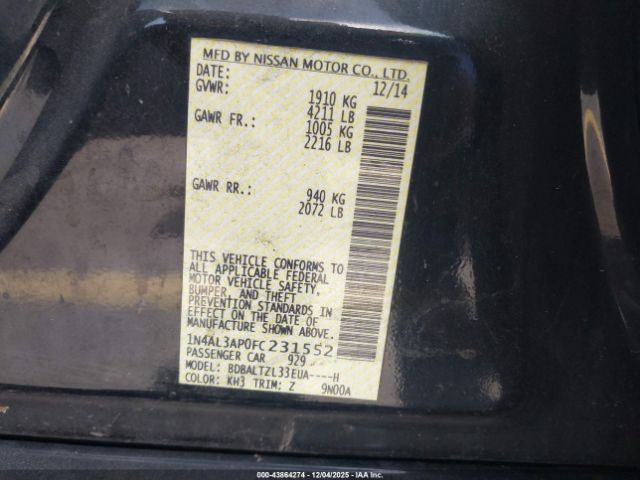 MFD BY NISSAN MOTOR CO., LTD.
DATE: 12/14
GVWR: 1910 KG
4211 LB
GAWR FR.: 1005 KG
2216 LB
GAWR RR.: 940 KG
2072 LB
THIS VEHICLE CONFORMS TO
ALL APPLICABLE FEDERAL
MOTOR VEHICLE SAFETY,
BUMPER, AND THEFT
PREVENTION STANDARDS IN
EFFECT ON THE DATE OF
MANUFACTURE SHOWN ABOVE.
1N4AL3AP0FC231552
PASSENGER CAR 929
MODEL: BDBALTZL33EUA----H
COLOR: KH3 TRIM: Z 9N00A
00-43864274 - 12/04/2025 - IAA Inc.